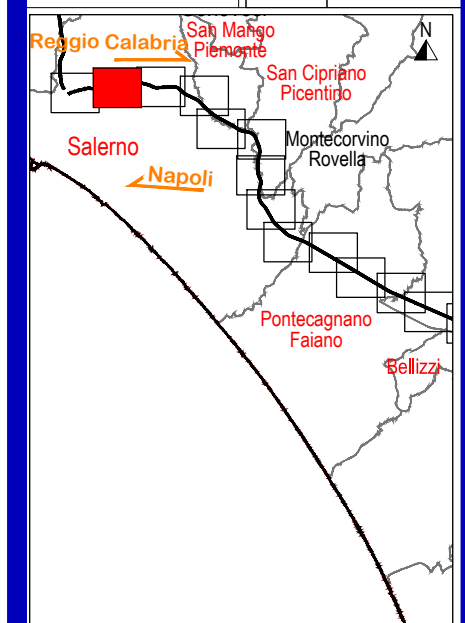 San Mango
Piemonte
Reggio Calabria
N
San Cipriano
Picentino
Montecorvino
Rovella
Salerno
Napoli
Pontecagnano
Faiano
Bellizzi